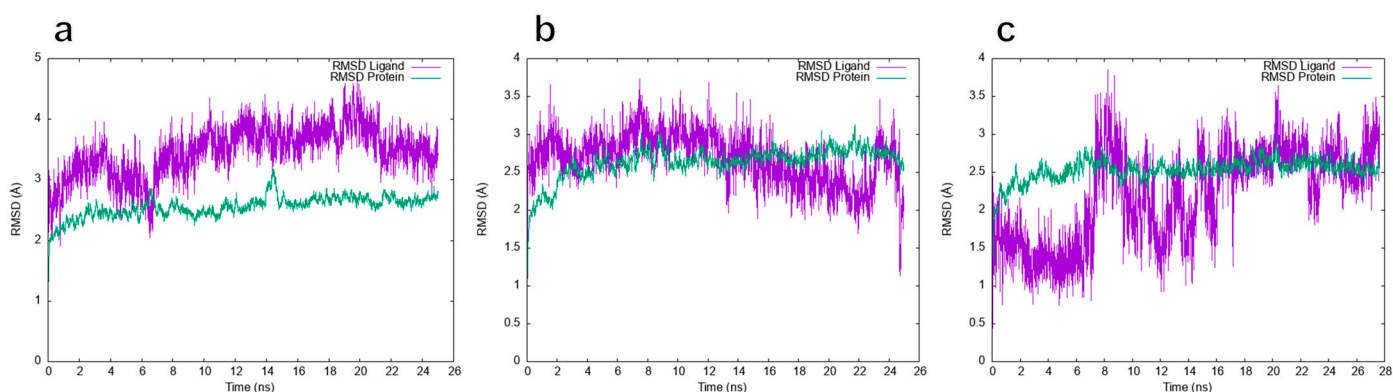 a
RMSD Ligand
RMSD Protein
RMSD (Å)
5
4
3
2
1
0
0 2 4 6 8 10 12 14 16 18 20 22 24 26
Time (ns)
b
RMSD Ligand
RMSD Protein
RMSD (Å)
4
3.5
3
2.5
2
1.5
1
0.5
0
0 2 4 6 8 10 12 14 16 18 20 22 24 26
Time (ns)
c
RMSD Ligand
RMSD Protein
RMSD (Å)
4
3.5
3
2.5
2
1.5
1
0.5
0
0 2 4 6 8 10 12 14 16 18 20 22 24 26 28
Time (ns)